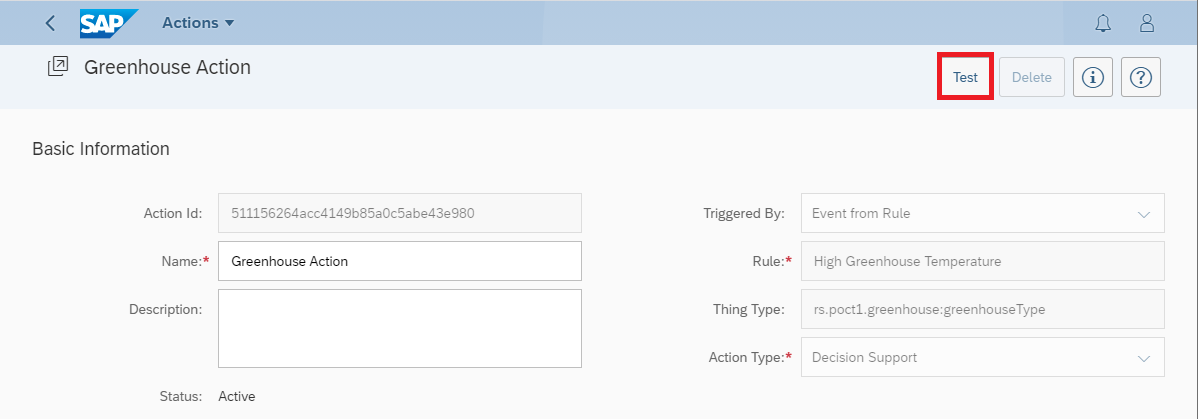 SAP Actions
Greenhouse Action
Test Delete
Basic Information
Action Id: 511156264acc4149b85a0c5abe43e980
Triggered By: Event from Rule
Name:* Greenhouse Action
Rule:* High Greenhouse Temperature
Description:
Thing Type: rs.poct1.greenhouse:greenhouseType
Action Type:* Decision Support
Status: Active